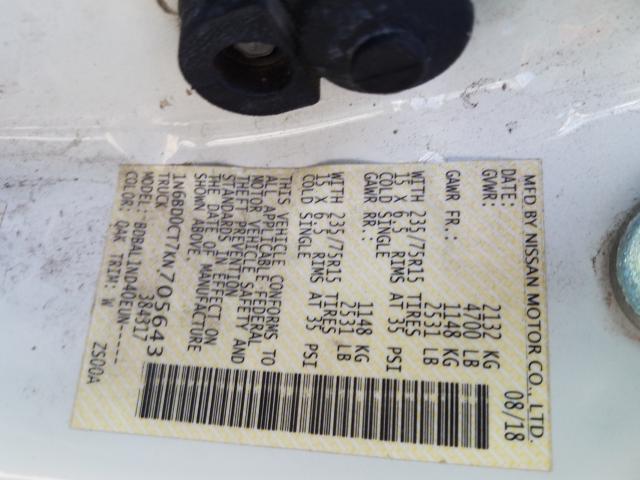 MFD BY NISSAN MOTOR CO., LTD.
DATE: 08/18
GVWR: 2132 KG
4700 LB
GAWR FR.: 1148 KG
2531 LB
WITH 235/75R15 TIRES
15 X 6.5 RIMS AT 35 PSI
COLD SINGLE
GAWR RR.: 1148 KG
2531 LB
WITH 235/75R15 TIRES
15 X 6.5 RIMS AT 35 PSI
COLD SINGLE
THIS VEHICLE CONFORMS TO
ALL APPLICABLE FEDERAL
MOTOR VEHICLE SAFETY AND
THEFT PREVENTION
STANDARDS IN EFFECT ON
THE DATE OF MANUFACTURE
SHOWN ABOVE.
1N6BD0CT7KN705643
TRUCK 384917
MODEL: TRIM: W
COLOR: QAK ZS00A